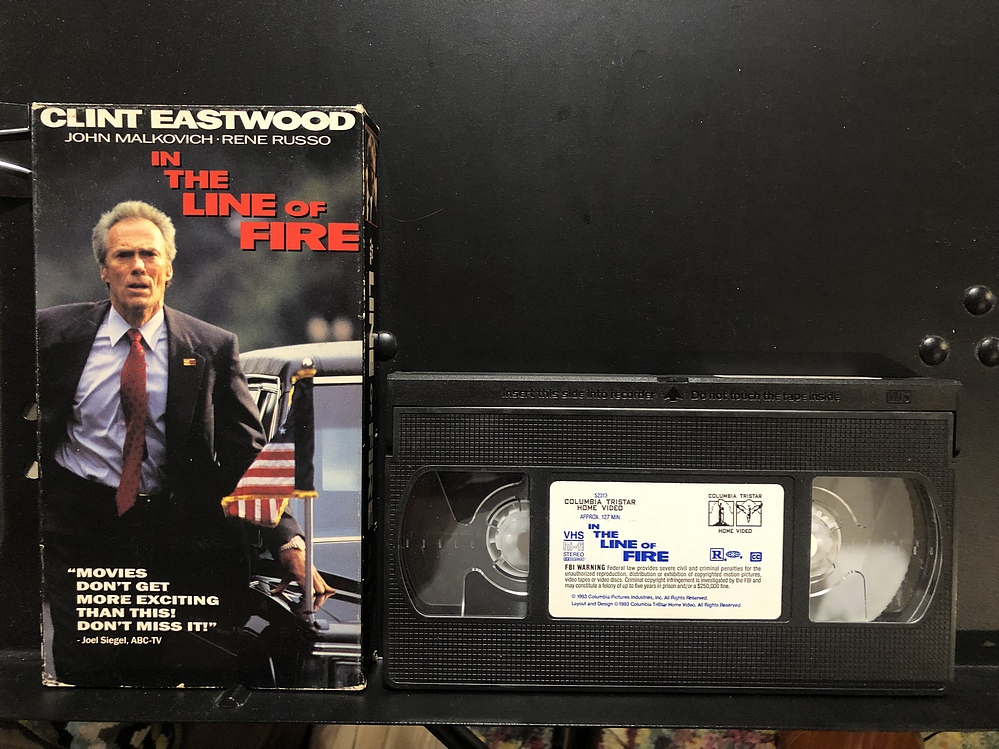 CLINT EASTWOOD
JOHN MALKOVICH · RENE RUSSO
IN
THE
LINE OF
FIRE
"MOVIES
DON'T GET
MORE EXCITING
THAN THIS!
DON'T MISS IT!"
- Joel Siegel, ABC-TV
Insert this side into recorder Do not touch the tape inside
VHS
52313
COLUMBIA TRISTAR
HOME VIDEO
APPROX. 127 MIN.
VHS
hi-fi
STEREO
IN
THE
LINE OF
FIRE
COLUMBIA TRISTAR
HOME VIDEO
R
CC
FBI WARNING Federal law provides severe civil and criminal penalties for the
unauthorized reproduction, distribution or exhibition of copyrighted motion pictures,
video tapes or video discs. Criminal copyright infringement is investigated by the FBI and
may constitute a felony of up to five years in prison and/or a $250,000 fine.
© 1993 Columbia Pictures Industries, Inc. All Rights Reserved.
Layout and Design © 1993 Columbia TriStar Home Video. All Rights Reserved.